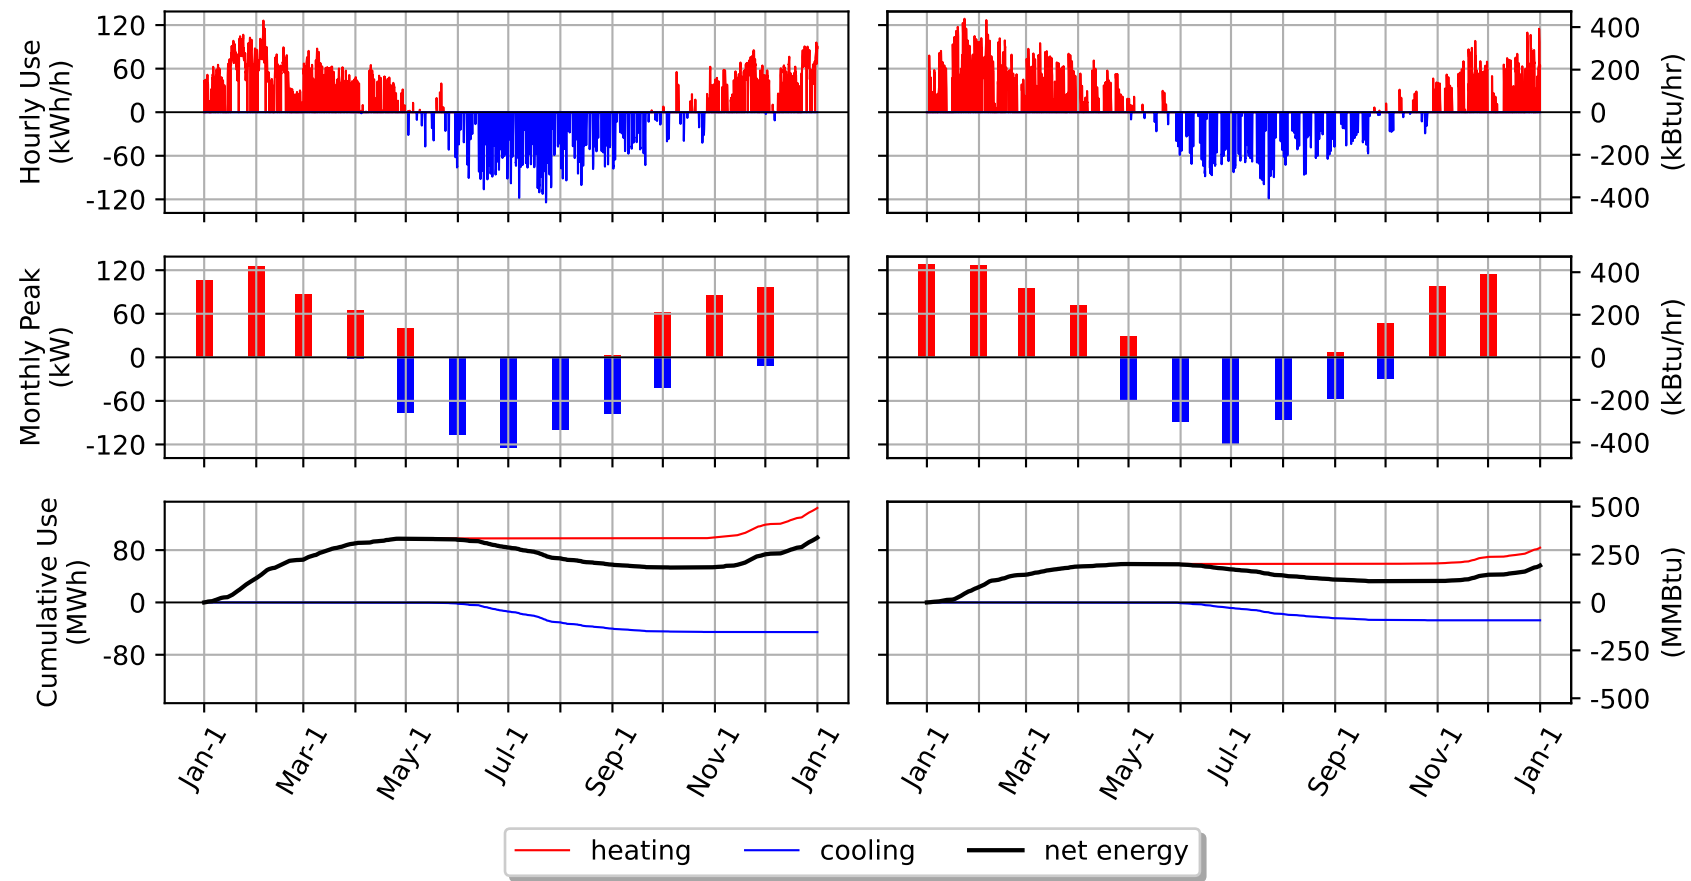 Hourly Use
(kWh/h)
120
60
0
-60
-120
400
200
0
-200
-400
(kBtu/hr)
Monthly Peak
(kW)
120
60
0
-60
-120
400
200
0
-200
-400
(kBtu/hr)
Cumulative Use
(MWh)
80
0
-80
500
250
0
-250
-500
(MMBtu)
Jan-1
Mar-1
May-1
Jul-1
Sep-1
Nov-1
Jan-1
Jan-1
Mar-1
May-1
Jul-1
Sep-1
Nov-1
Jan-1
heating
cooling
net energy